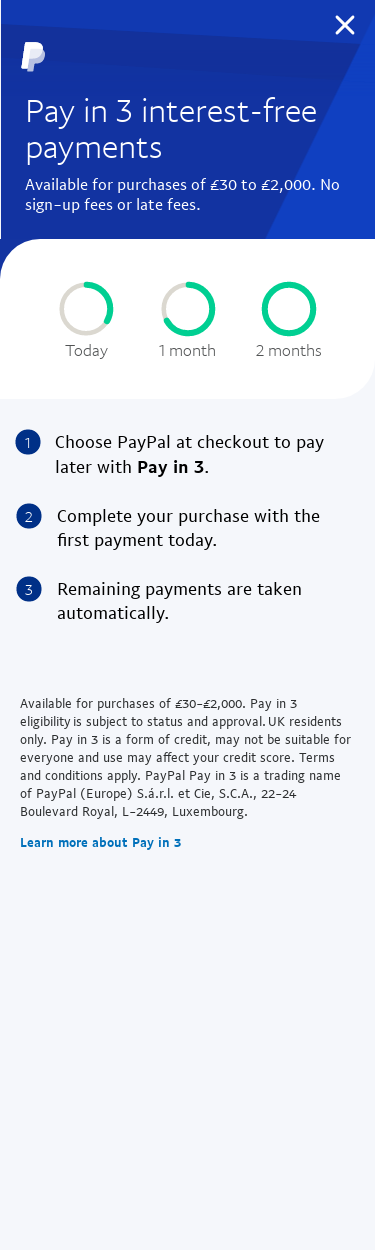 Pay in 3 interest-free
payments
Available for purchases of £30 to £2,000. No
sign-up fees or late fees.
Today 1 month 2 months
1 Choose PayPal at checkout to pay
later with Pay in 3.
2 Complete your purchase with the
first payment today.
3 Remaining payments are taken
automatically.
Available for purchases of £30-£2,000. Pay in 3
eligibility is subject to status and approval. UK residents
only. Pay in 3 is a form of credit, may not be suitable for
everyone and use may affect your credit score. Terms
and conditions apply. PayPal Pay in 3 is a trading name
of PayPal (Europe) S.á.r.l. et Cie, S.C.A., 22-24
Boulevard Royal, L-2449, Luxembourg.
Learn more about Pay in 3